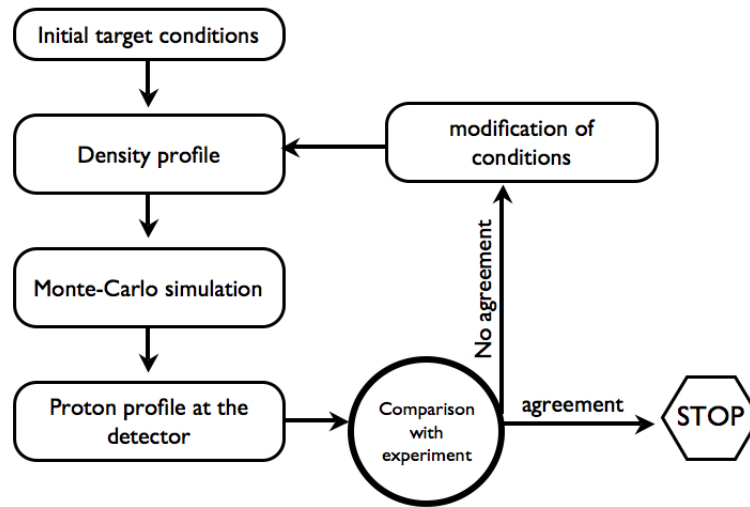 Initial target conditions
Density profile
modification of
conditions
Monte-Carlo simulation
No agreement
Proton profile at the
detector
Comparison
with
experiment
agreement
STOP